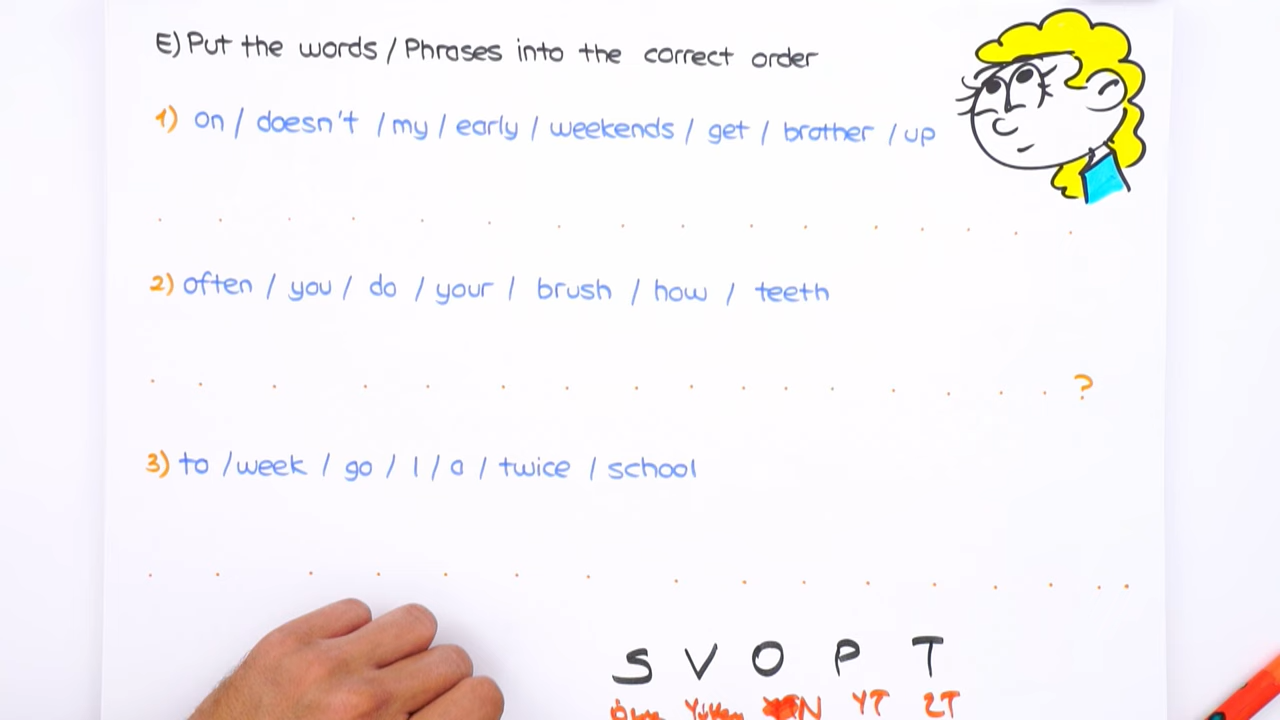 E) Put the words / Phrases into the correct order
1) on / doesn't / my / early / weekends / get / brother / up
2) often / you / do / your / brush / how / teeth
?
3) to / week / go / I / a / twice / school
S V O P T
N YT ZT